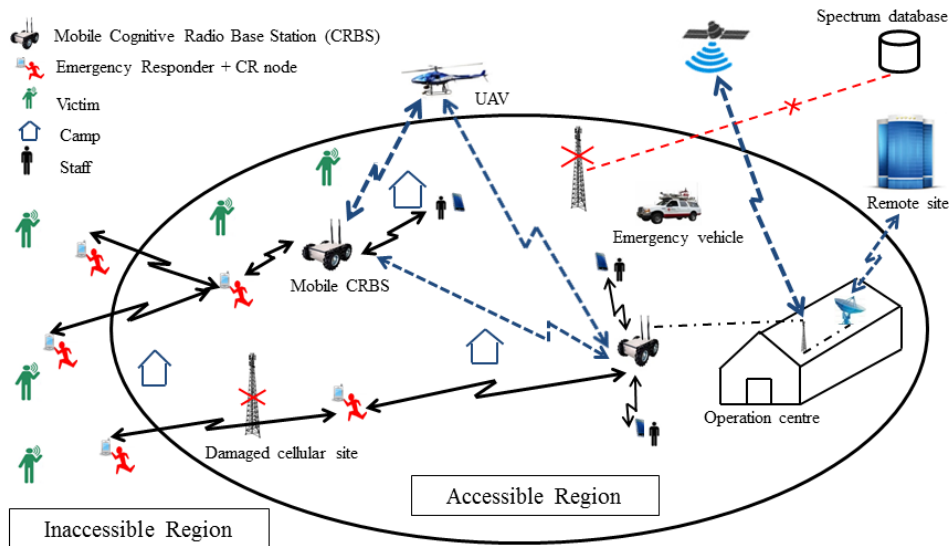 Mobile Cognitive Radio Base Station (CRBS)
Emergency Responder + CR node
Victim
Camp
Staff
Spectrum database
UAV
Remote site
Emergency vehicle
Mobile CRBS
Operation centre
Damaged cellular site
Accessible Region
Inaccessible Region